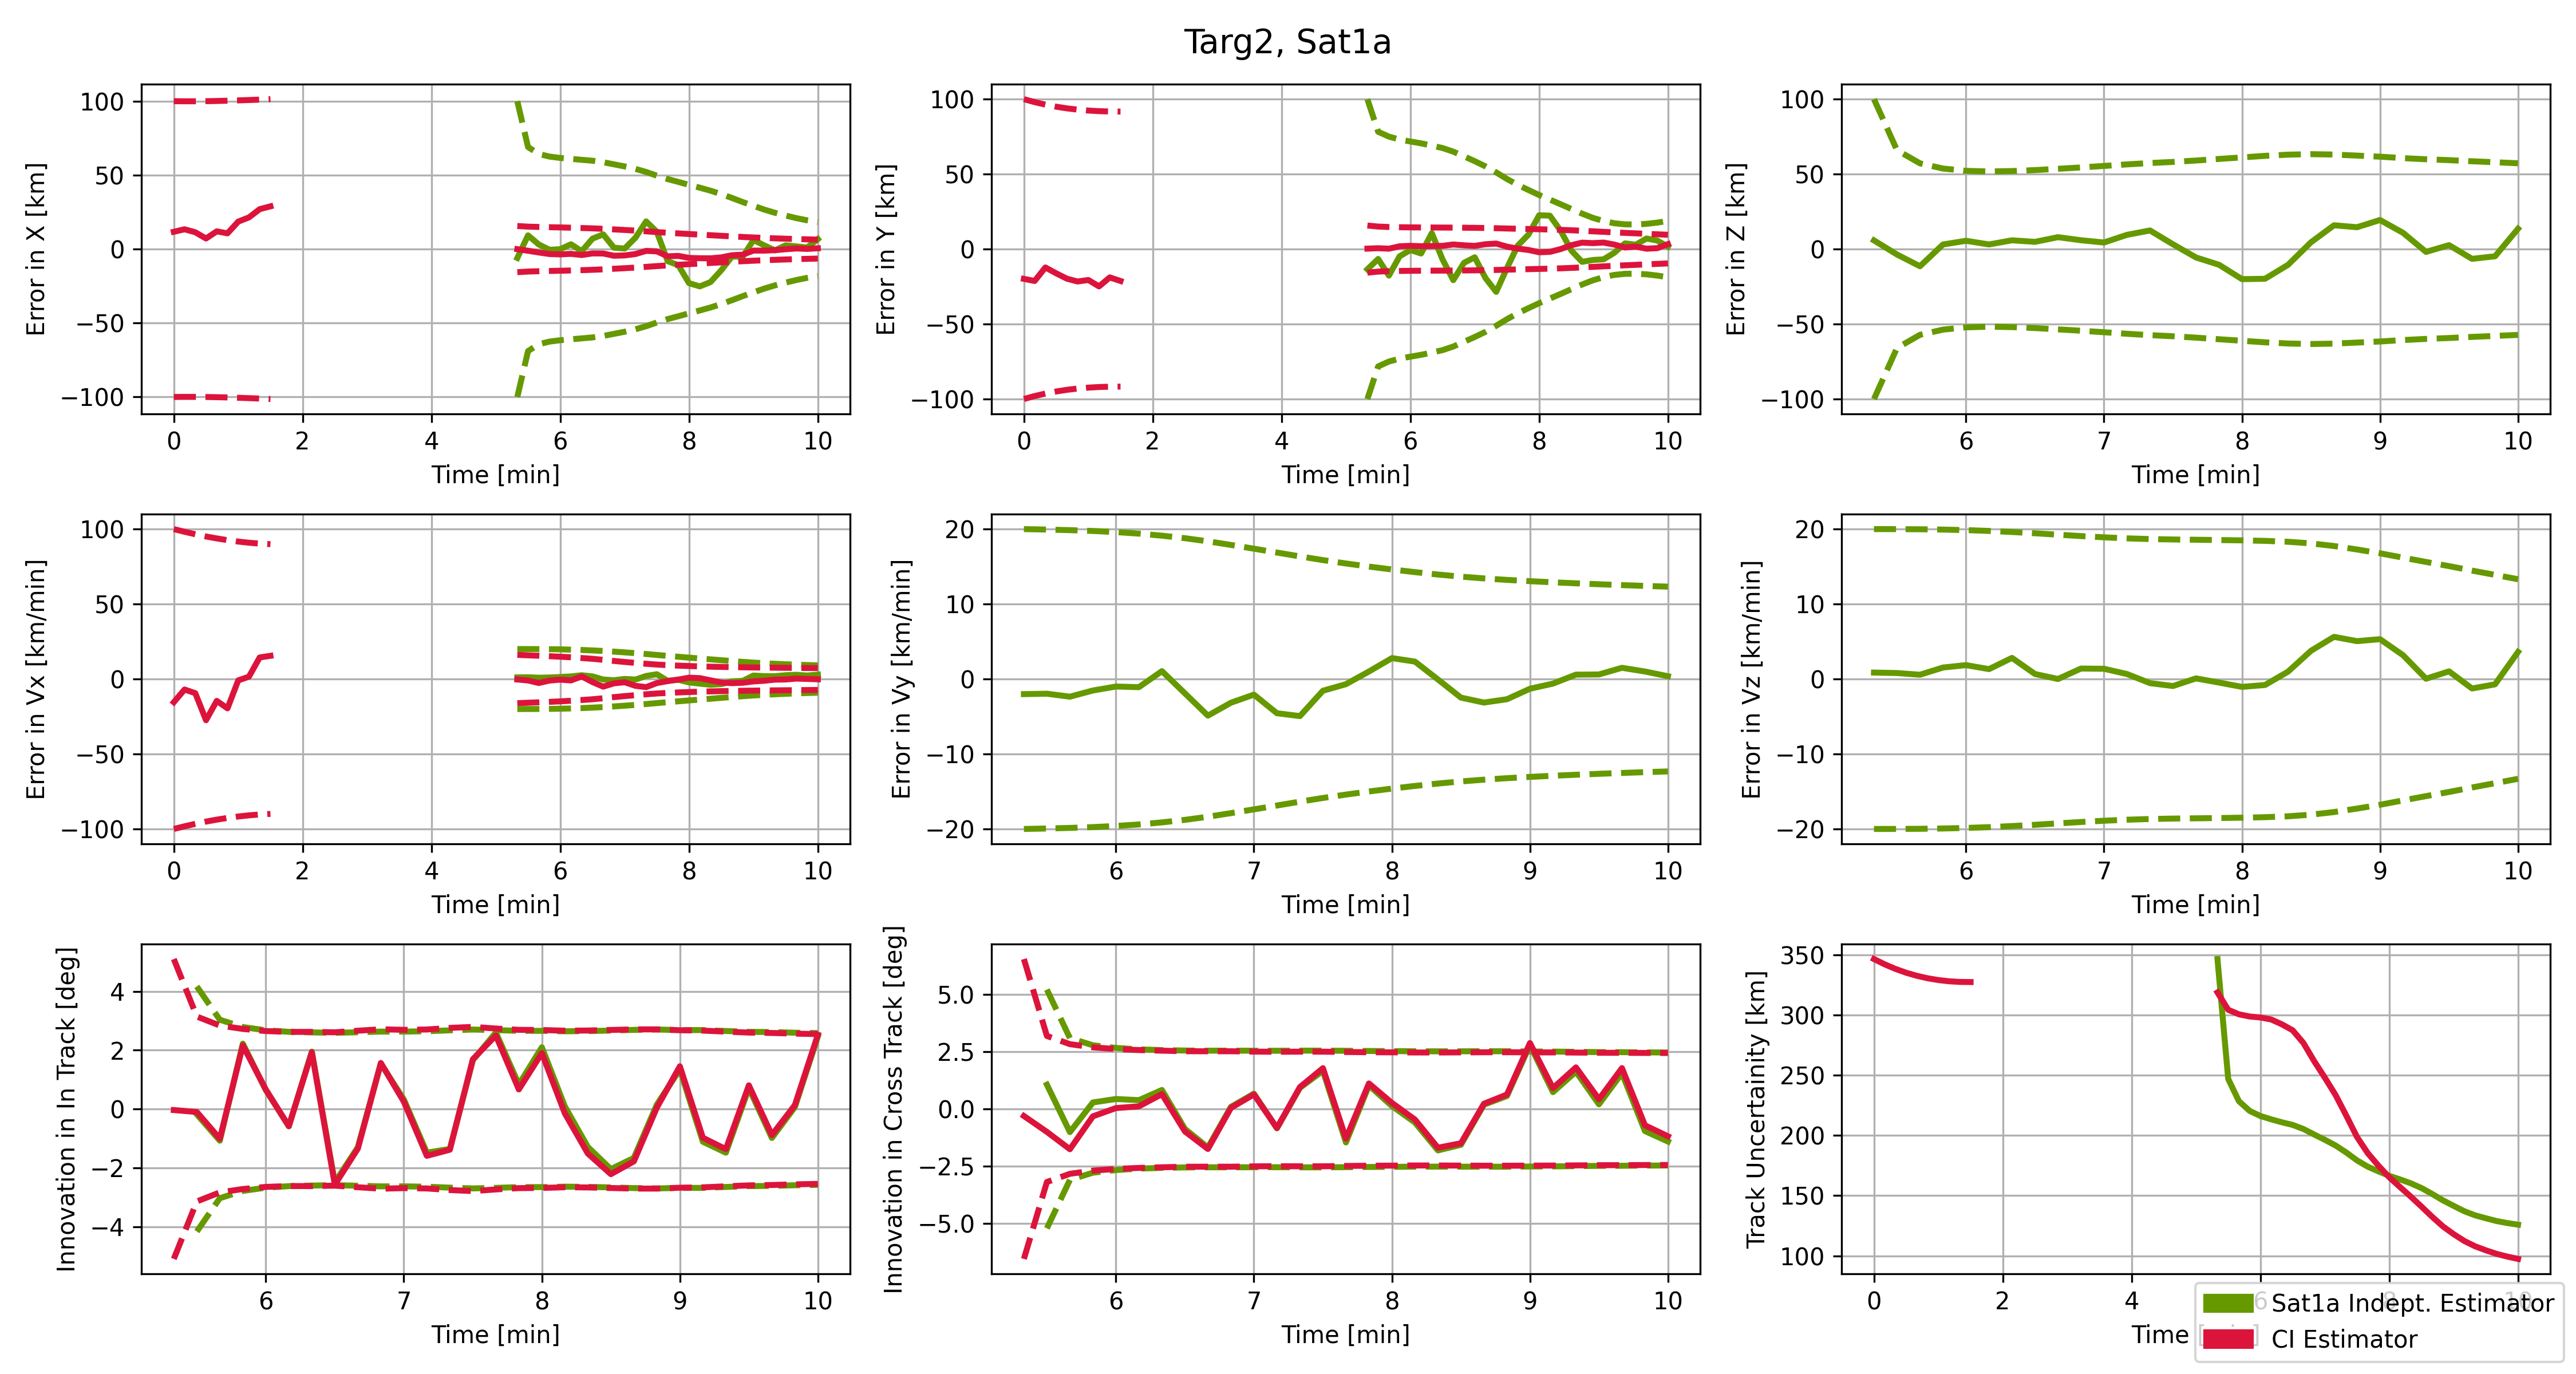 Targ2, Sat1a
Error in X [km]
100
50
0
−50
−100
0 2 4 6 8 10
Time [min]
Error in Y [km]
100
50
0
−50
−100
0 2 4 6 8 10
Time [min]
Error in Z [km]
100
50
0
−50
−100
6 7 8 9 10
Time [min]
Error in Vx [km/min]
100
50
0
−50
−100
0 2 4 6 8 10
Time [min]
Error in Vy [km/min]
20
10
0
−10
−20
6 7 8 9 10
Time [min]
Error in Vz [km/min]
20
10
0
−10
−20
6 7 8 9 10
Time [min]
Innovation in In Track [deg]
4
2
0
−2
−4
6 7 8 9 10
Time [min]
Innovation in Cross Track [deg]
5.0
2.5
0.0
−2.5
−5.0
6 7 8 9 10
Time [min]
Track Uncertainity [km]
350
300
250
200
150
100
0 2 4 6 8 10
Time
Sat1a Indept. Estimator
CI Estimator